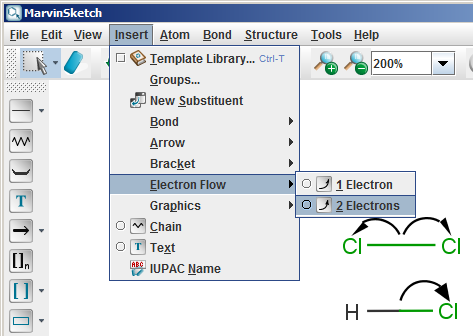 MarvinSketch
File Edit View Insert Atom Bond Structure Tools Help
200%
Template Library... Ctrl-T
Groups...
New Substituent
Bond
Arrow
Bracket
Electron Flow
1 Electron
2 Electrons
Graphics
Chain
Text
ABC
IUPAC Name
T
[]n
[ ]
Cl Cl
H Cl